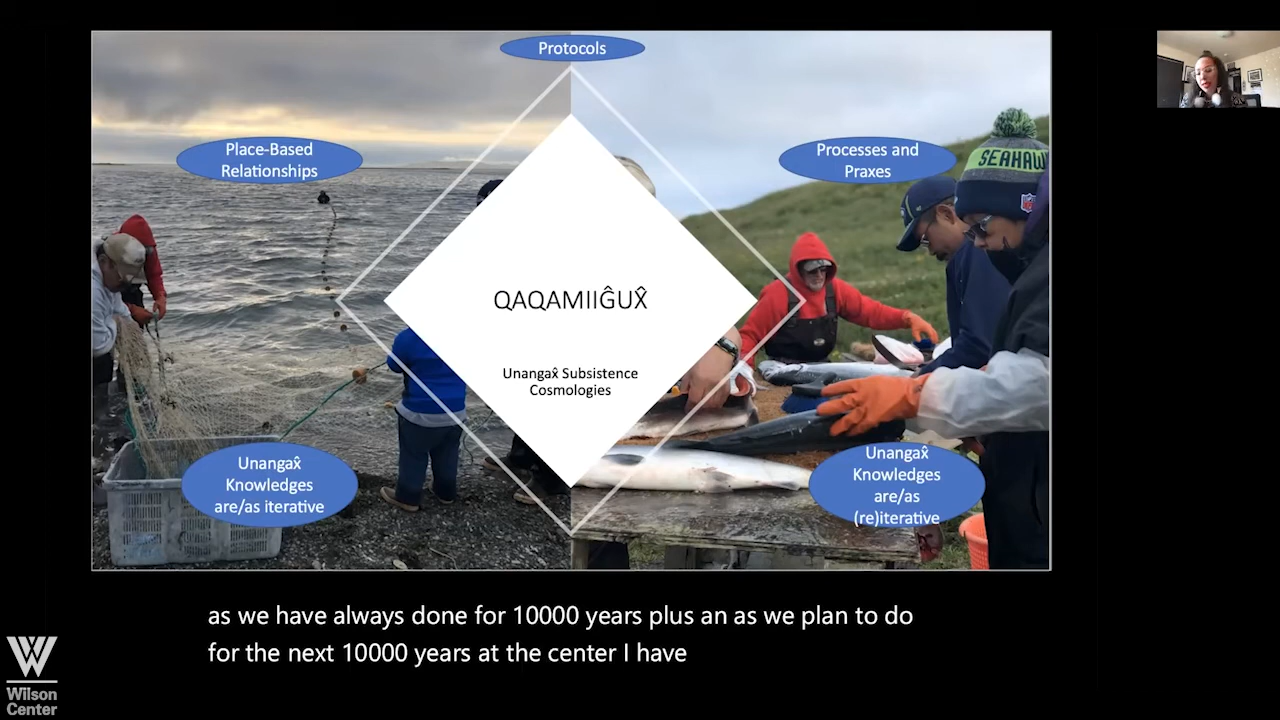 Protocols
Place-Based
Relationships
Processes and
Praxes
SEAHAW
NFL
QAQAMIIĜUX̂
Unangax̂ Subsistence
Cosmologies
Unangax̂
Knowledges
are/as iterative
Unangax̂
Knowledges
are/as
(re)iterative
as we have always done for 10000 years plus an as we plan to do
for the next 10000 years at the center I have
W
Wilson
Center